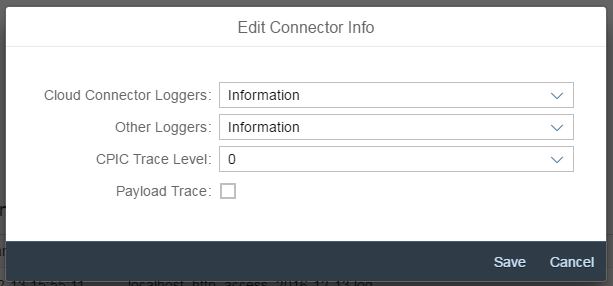 Edit Connector Info
Cloud Connector Loggers: Information
Other Loggers: Information
CPIC Trace Level: 0
Payload Trace:
Save Cancel